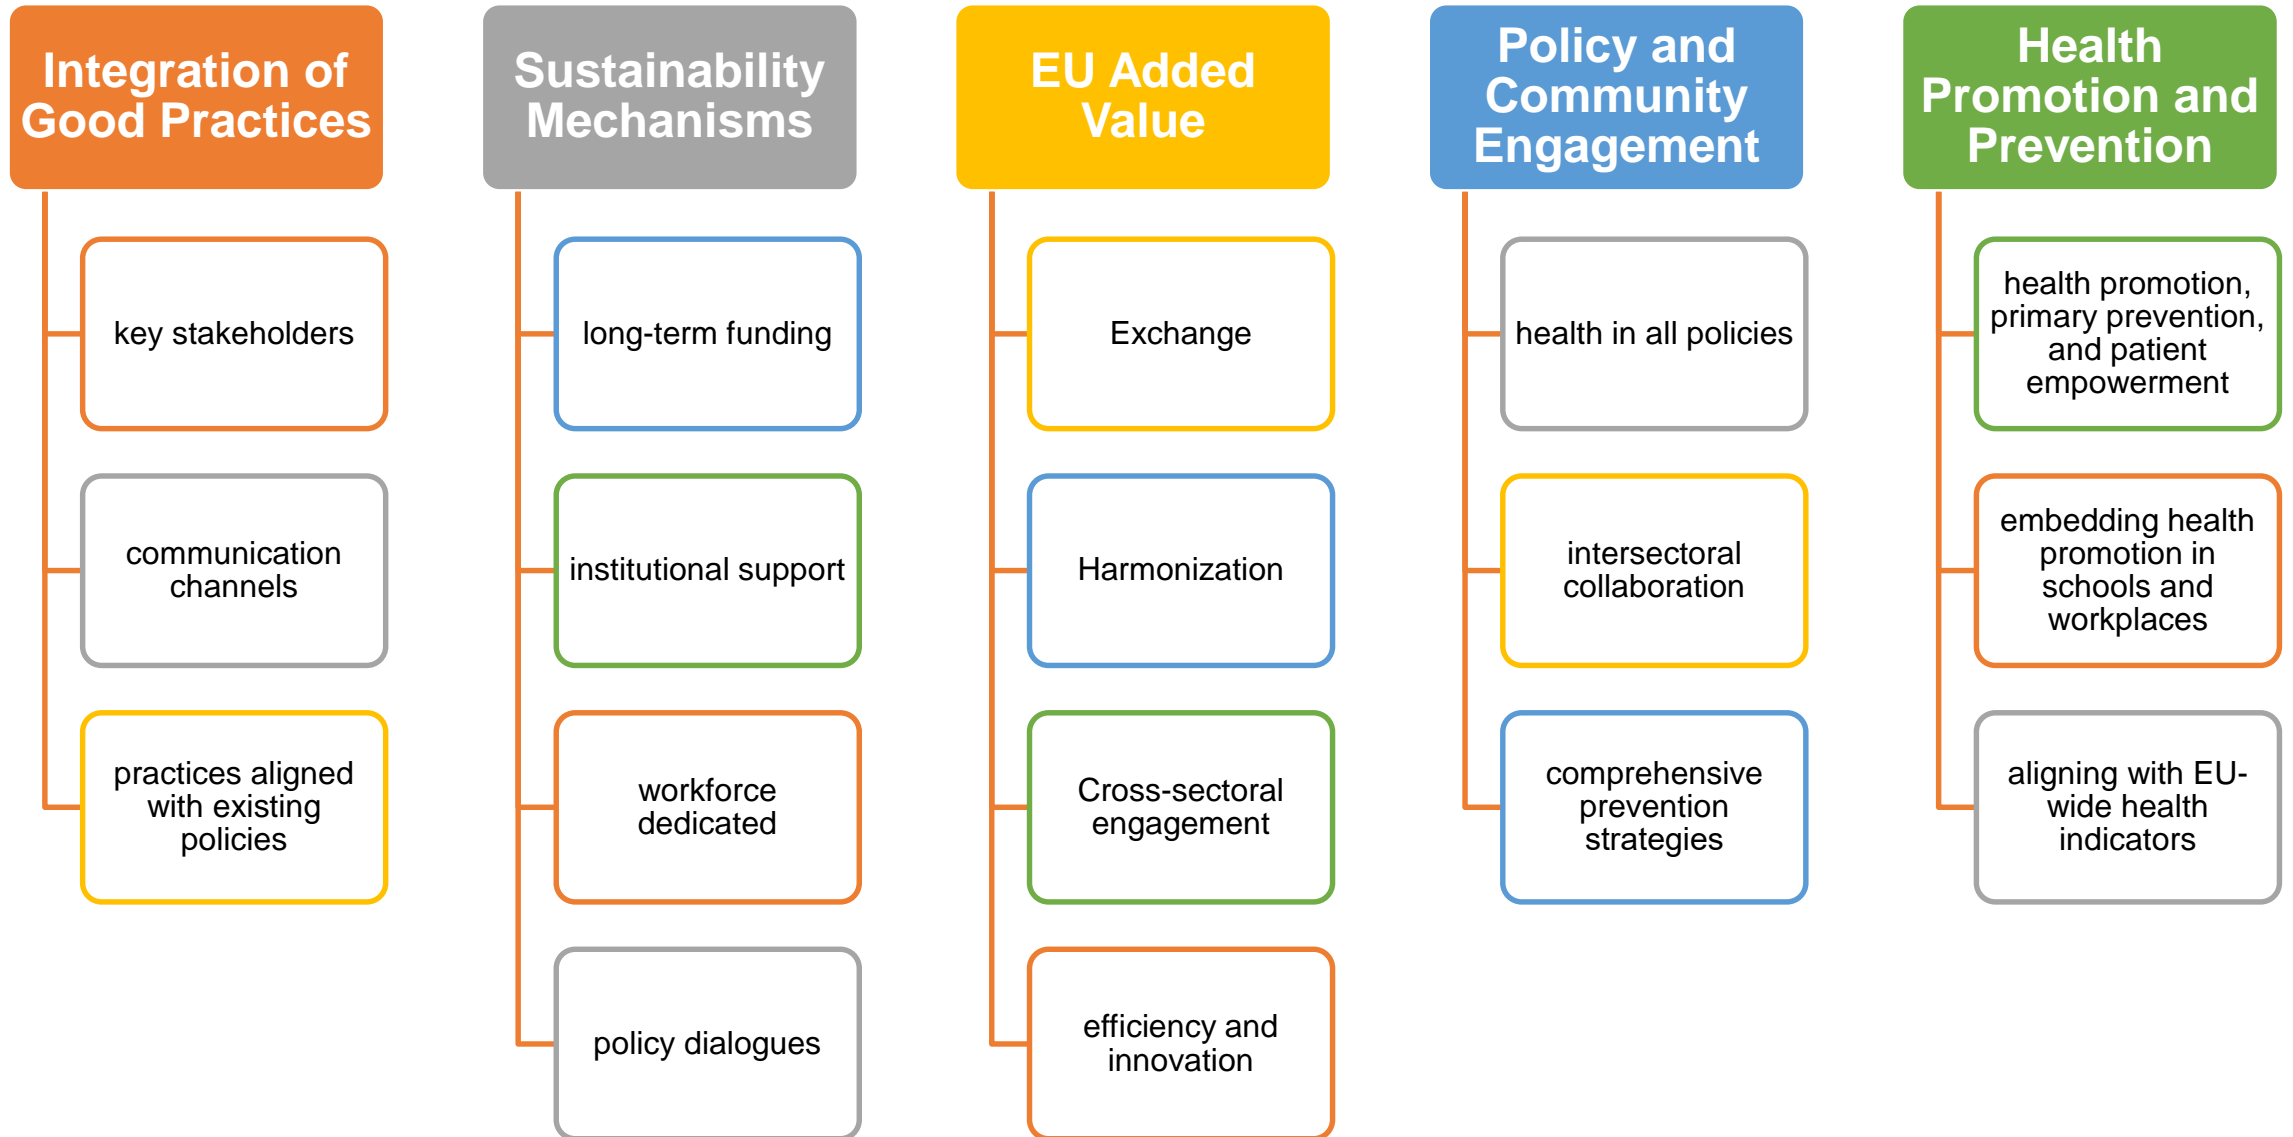 Integration of
Good Practices
key stakeholders
communication
channels
practices aligned
with existing
policies
Sustainability
Mechanisms
long-term funding
institutional support
workforce
dedicated
policy dialogues
EU Added
Value
Exchange
Harmonization
Cross-sectoral
engagement
efficiency and
innovation
Policy and
Community
Engagement
health in all policies
intersectoral
collaboration
comprehensive
prevention
strategies
Health
Promotion and
Prevention
health promotion,
primary prevention,
and patient
empowerment
embedding health
promotion in
schools and
workplaces
aligning with EU-
wide health
indicators